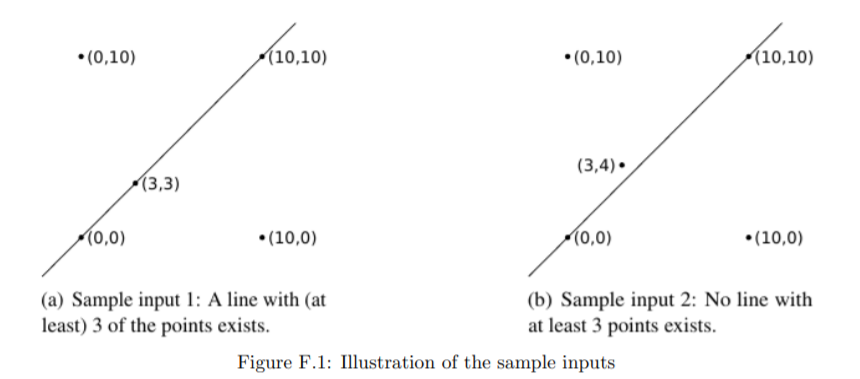 (0,10)
(10,10)
(3,3)
(0,0)
(10,0)
(a) Sample input 1: A line with (at
least) 3 of the points exists.
(0,10)
(10,10)
(3,4)
(0,0)
(10,0)
(b) Sample input 2: No line with
at least 3 points exists.
Figure F.1: Illustration of the sample inputs